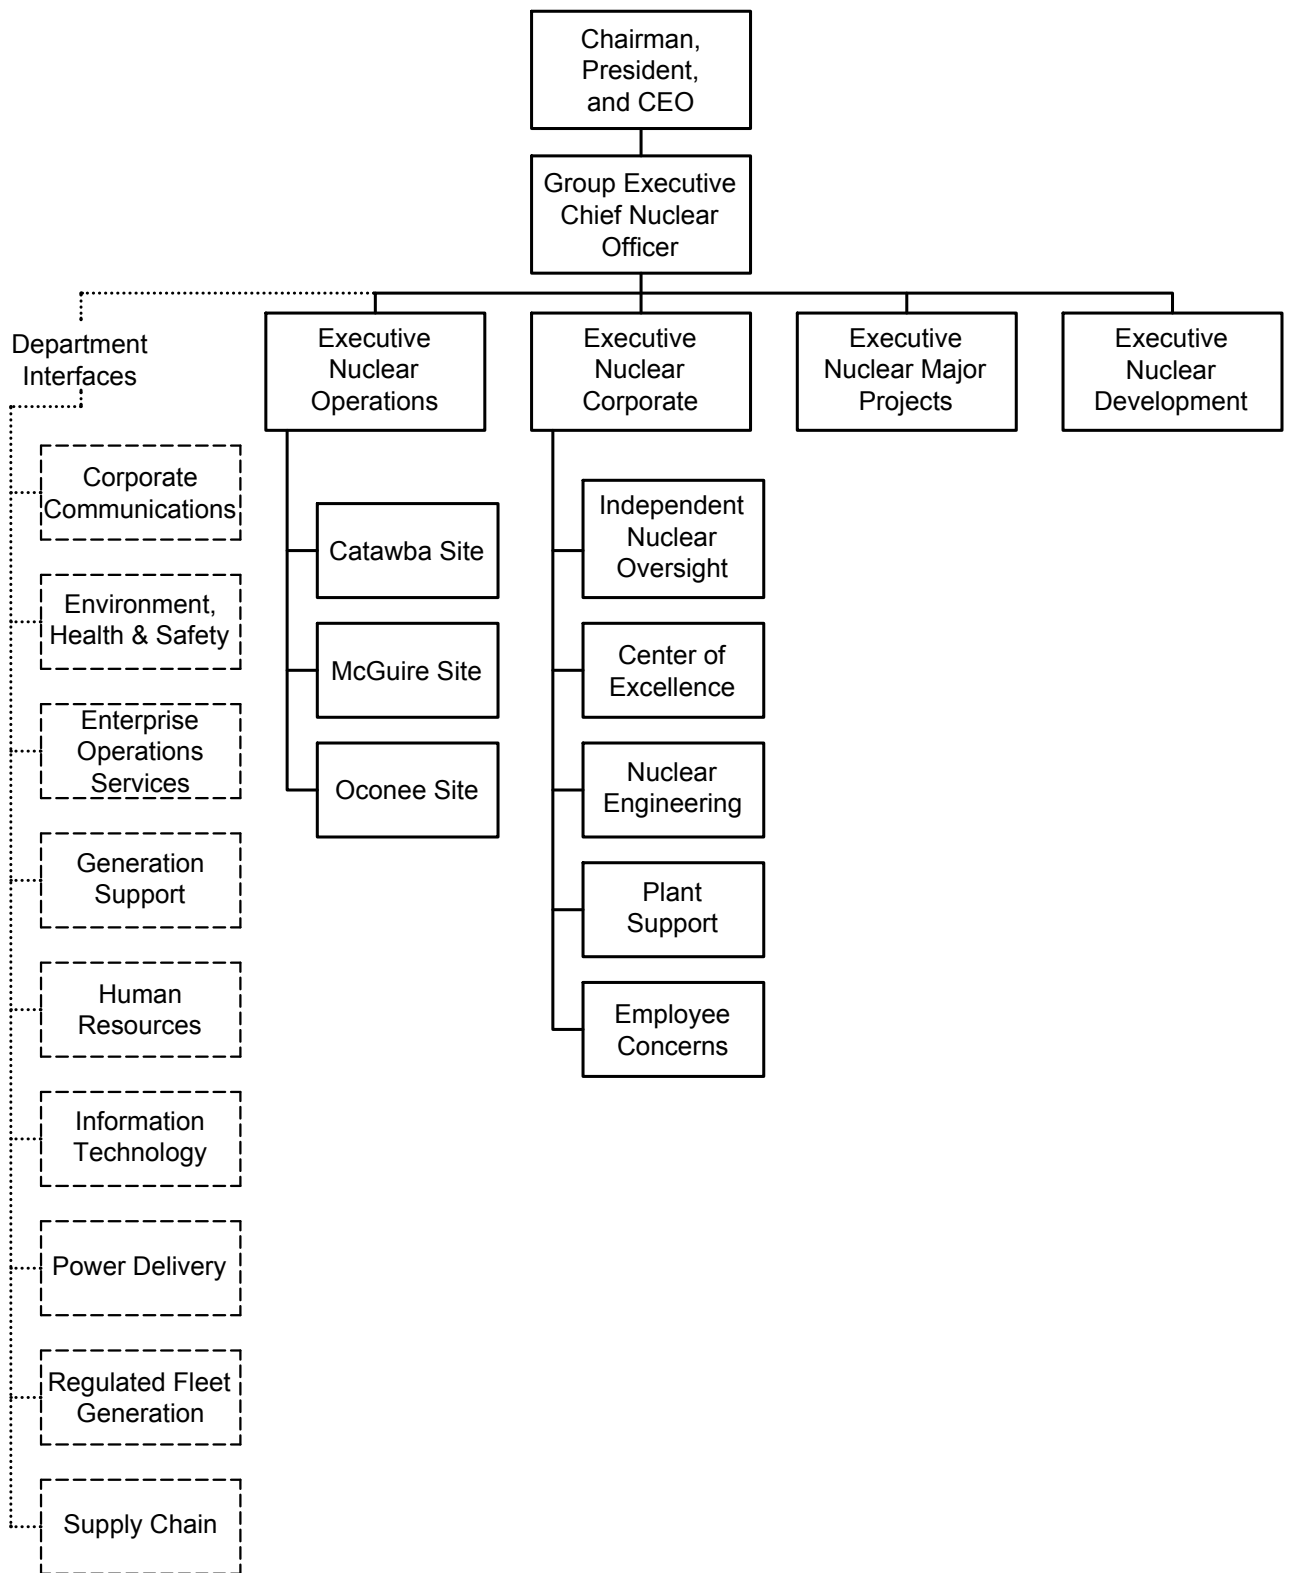 Chairman,
President,
and CEO
Group Executive
Chief Nuclear
Officer
Department
Interfaces
Executive
Nuclear
Operations
Executive
Nuclear
Corporate
Executive
Nuclear Major
Projects
Executive
Nuclear
Development
Corporate
Communications
Environment,
Health & Safety
Enterprise
Operations
Services
Generation
Support
Human
Resources
Information
Technology
Power Delivery
Regulated Fleet
Generation
Supply Chain
Catawba Site
McGuire Site
Oconee Site
Independent
Nuclear
Oversight
Center of
Excellence
Nuclear
Engineering
Plant
Support
Employee
Concerns